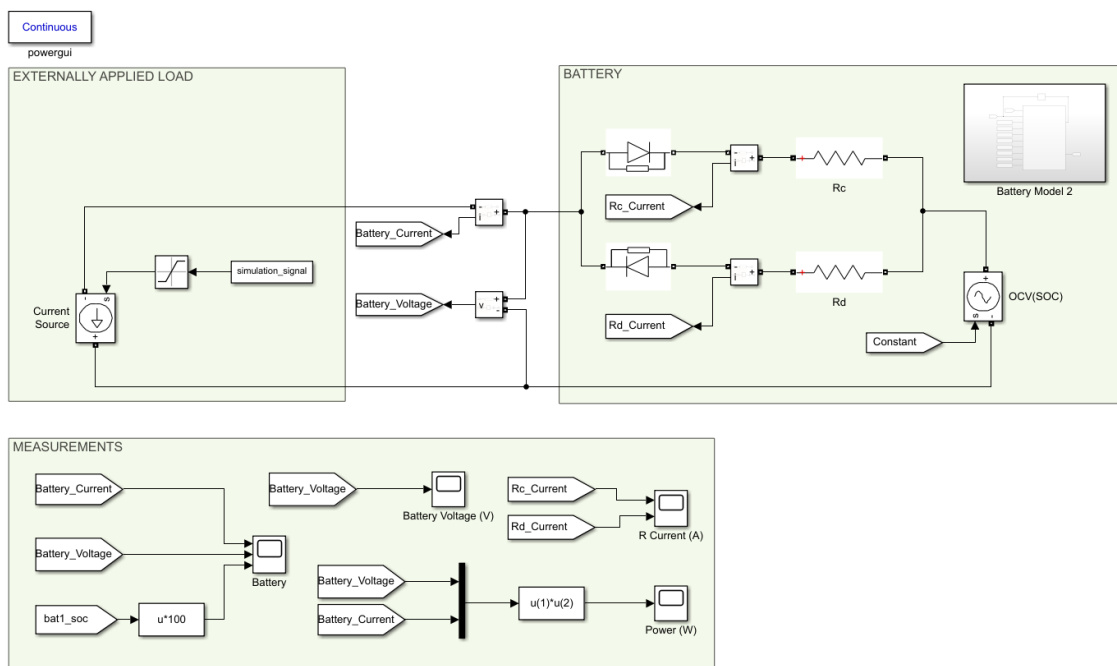 Continuous
powergui
EXTERNALLY APPLIED LOAD
BATTERY
Battery Model 2
Rc
Rc_Current
i
- +
Battery_Current
i
- +
simulation_signal
Current
Source
- s
+
Battery_Voltage
v
+
-
Rd
Rd_Current
i
- +
OCV(SOC)
+
s -
Constant
MEASUREMENTS
Battery_Current
Battery_Voltage
bat1_soc
u*100
Battery
Battery_Voltage
Battery Voltage (V)
Rc_Current
Rd_Current
R Current (A)
Battery_Voltage
Battery_Current
u(1)*u(2)
Power (W)